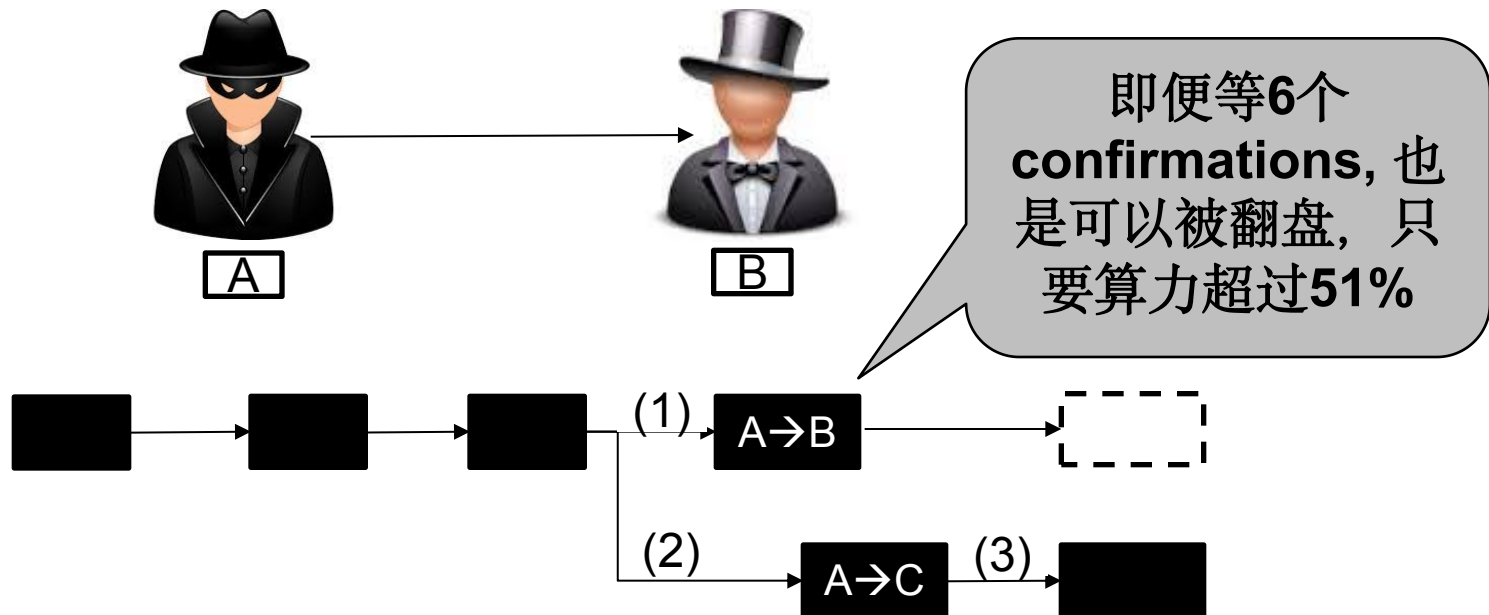 A
B
即便等6个
confirmations, 也
是可以被翻盘，只
要算力超过51%
(1)
A→B
(2)
A→C
(3)